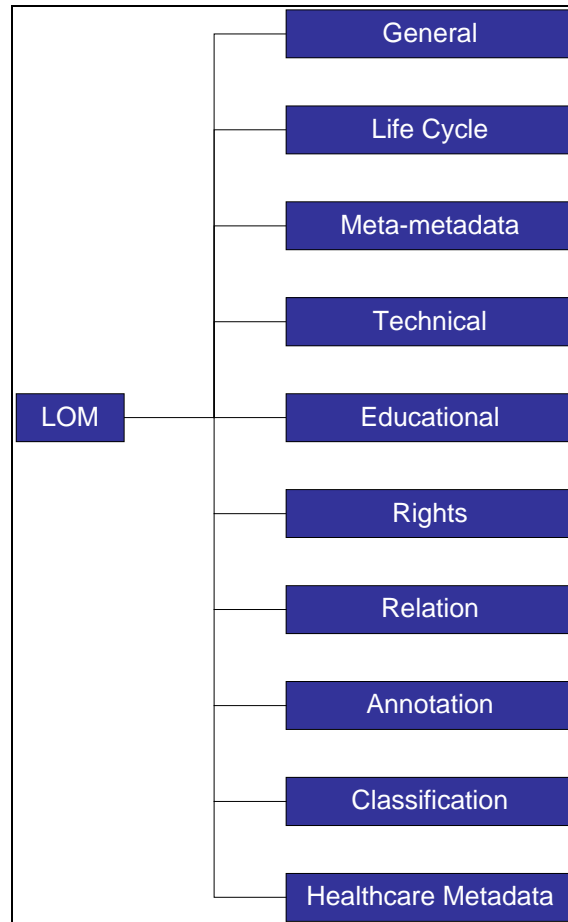 General
Life Cycle
Meta-metadata
Technical
LOM
Educational
Rights
Relation
Annotation
Classification
Healthcare Metadata